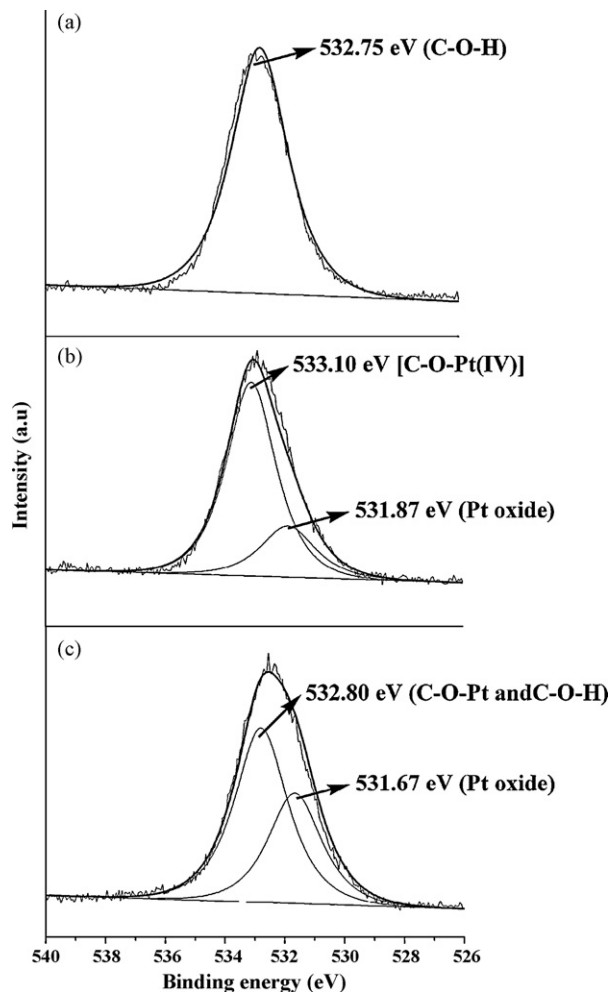 (a)
532.75 eV (C-O-H)
(b)
533.10 eV [C-O-Pt(IV)]
531.87 eV (Pt oxide)
(c)
532.80 eV (C-O-Pt andC-O-H)
531.67 eV (Pt oxide)
Intensity (a.u)
540 538 536 534 532 530 528 526
Binding energy (eV)